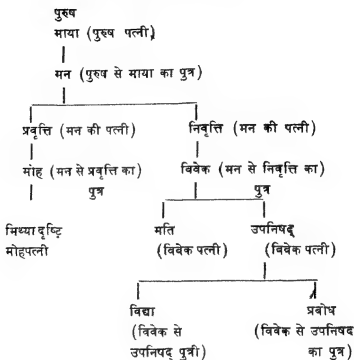 पुरुष
माया (पुरुष पत्नी)
मन (पुरुष से माया का पुत्र)
प्रवृत्ति (मन की पत्नी) निवृत्ति (मन की पत्नी)
मोह (मन से प्रवृत्ति का) विवेक (मन से निवृत्ति का)
पुत्र पुत्र
मिथ्यादृष्टि मति उपनिषद्
मोहपत्नी (विवेक पत्नी) (विवेक पत्नी)
विद्या प्रबोध
(विवेक से (विवेक से उपनिषद
उपनिषद् पुत्री) का पुत्र)